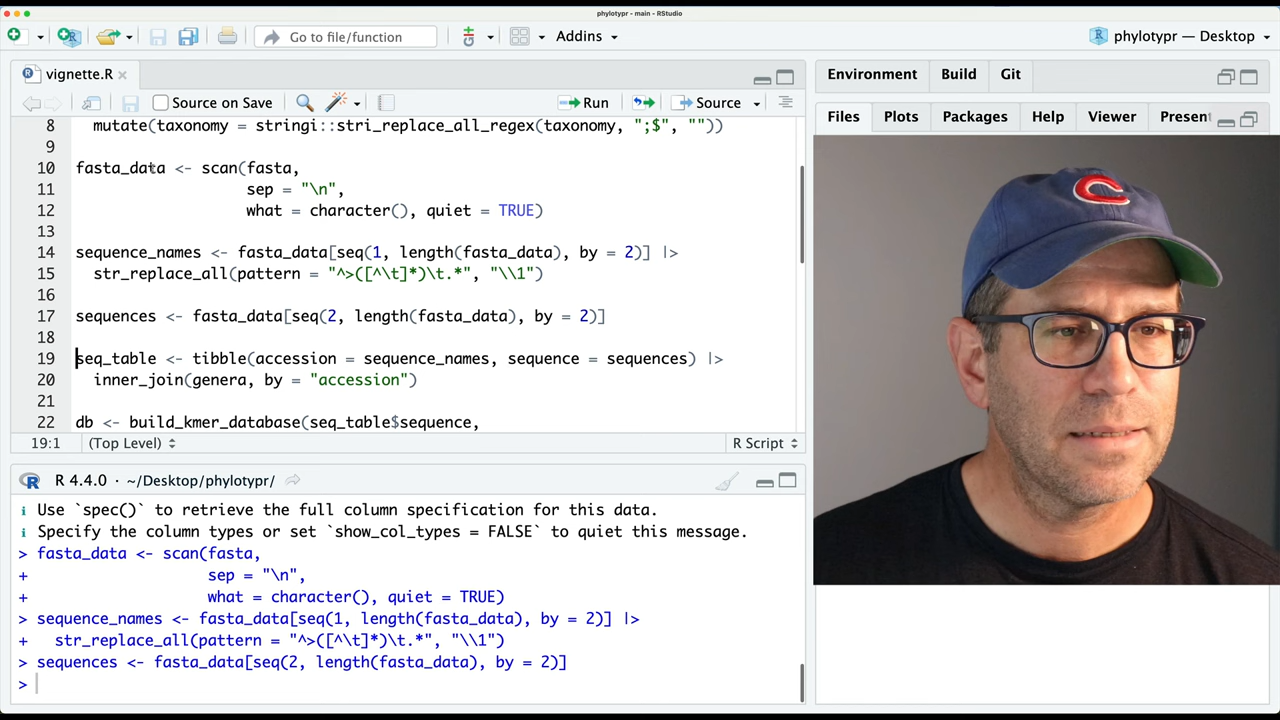 phylotypr - main - RStudio
Go to file/function
Addins
phylotypr — Desktop
vignette.R
Source on Save
Run
Source
8 mutate(taxonomy = stringi::stri_replace_all_regex(taxonomy, ";$", ""))
9
10 fasta_data <- scan(fasta,
11 sep = "\n",
12 what = character(), quiet = TRUE)
13
14 sequence_names <- fasta_data[seq(1, length(fasta_data), by = 2)] |>
15 str_replace_all(pattern = "^>([^\t]*)\t.*", "\\1")
16
17 sequences <- fasta_data[seq(2, length(fasta_data), by = 2)]
18
19 seq_table <- tibble(accession = sequence_names, sequence = sequences) |>
20 inner_join(genera, by = "accession")
21
22 db <- build_kmer_database(seq_table$sequence,
19:1 (Top Level) R Script
R 4.4.0 · ~/Desktop/phylotypr/
i Use `spec()` to retrieve the full column specification for this data.
i Specify the column types or set `show_col_types = FALSE` to quiet this message.
> fasta_data <- scan(fasta,
+ sep = "\n",
+ what = character(), quiet = TRUE)
> sequence_names <- fasta_data[seq(1, length(fasta_data), by = 2)] |>
+ str_replace_all(pattern = "^>([^\t]*)\t.*", "\\1")
> sequences <- fasta_data[seq(2, length(fasta_data), by = 2)]
>
Environment Build Git
Files Plots Packages Help Viewer Present
C